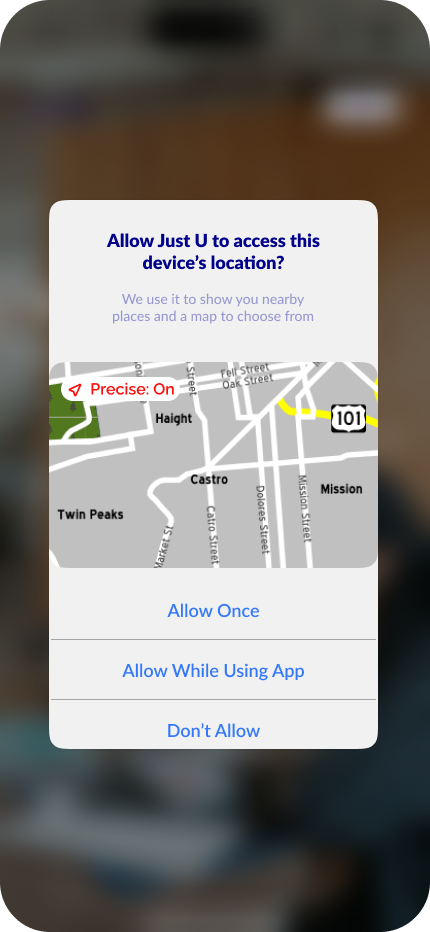 Allow Just U to access this
device's location?
We use it to show you nearby
places and a map to choose from
Street
Fell Street
Oak Street
Precise: On
Haight
101
Castro
Mission
Twin Peaks
Market St
Catro Street
Dolores Street
Mission Street
Allow Once
Allow While Using App
Don't Allow